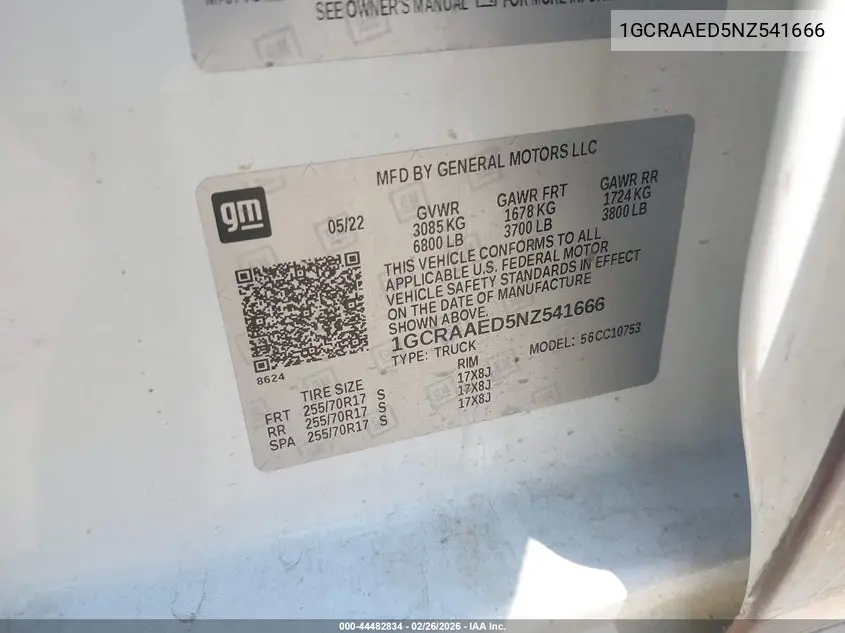 SEE OWNER'S MANUAL FOR MORE
1GCRAAED5NZ541666
MFD BY GENERAL MOTORS LLC
gm
05/22
GVWR GAWR FRT GAWR RR
3085 KG 1678 KG 1724 KG
6800 LB 3700 LB 3800 LB
THIS VEHICLE CONFORMS TO ALL
APPLICABLE U.S. FEDERAL MOTOR
VEHICLE SAFETY STANDARDS IN EFFECT
ON THE DATE OF MANUFACTURE
SHOWN ABOVE.
1GCRAAED5NZ541666
TYPE: TRUCK MODEL: 56CC10753
8624
TIRE SIZE RIM
FRT 255/70R17 S 17X8J
RR 255/70R17 S 17X8J
SPA 255/70R17 S 17X8J
000-44482834 - 02/26/2026 - IAA Inc.